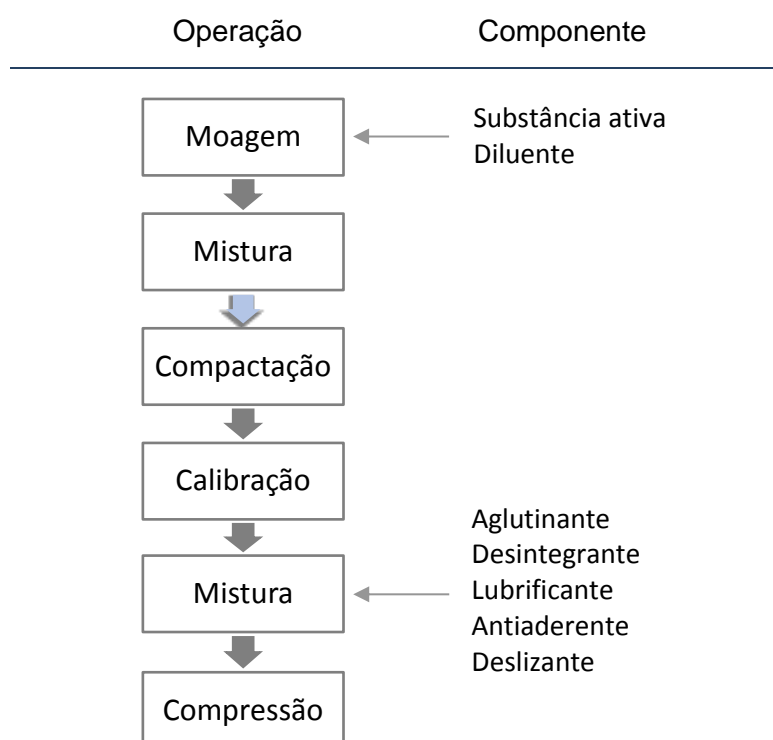 Operação Componente
Moagem
Substância ativa
Diluente
Mistura
Compactação
Calibração
Mistura
Aglutinante
Desintegrante
Lubrificante
Antiaderente
Deslizante
Compressão